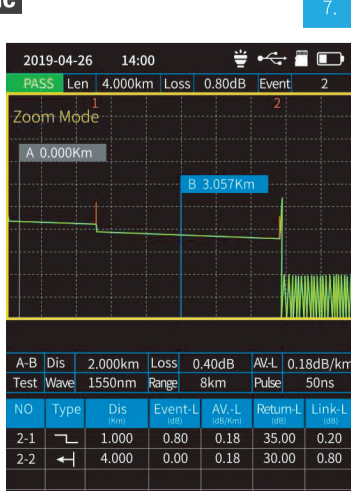 7.
2019-04-26 14:00
PASS Len 4.000km Loss 0.80dB Event 2
1 2
Zoom Mode
A 0.000Km
B 3.057Km
A-B Dis 2.000km Loss 0.40dB AV.-L 0.18dB/km
Test Wave 1550nm Range 8km Pulse 50ns
NO Type Dis Event-L AV.-L Return-L Link-L
(Km) (dB) (dB/Km) (dB) (dB)
2-1 1.000 0.80 0.18 35.00 0.20
2-2 4.000 0.00 0.18 30.00 0.80